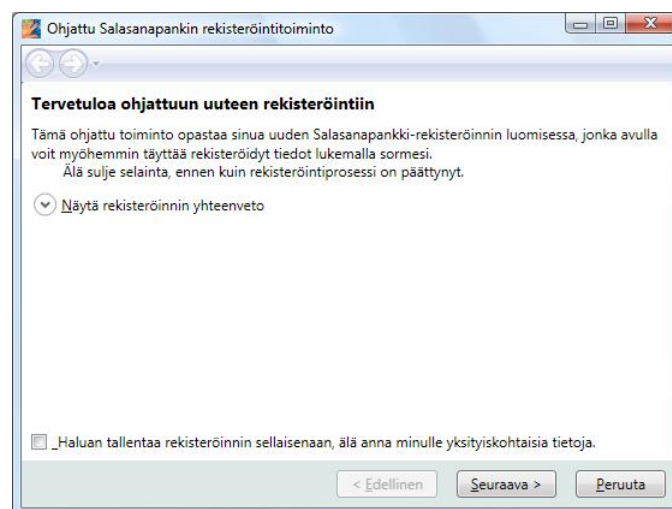 Ohjattu Salasanapankin rekisteröintitoiminto
Tervetuloa ohjattuun uuteen rekisteröintiin
Tämä ohjattu toiminto opastaa sinua uuden Salasanapankki-rekisteröinnin luomisessa, jonka avulla
voit myöhemmin täyttää rekisteröidyt tiedot lukemalla sormesi.
Älä sulje selainta, ennen kuin rekisteröintiprosessi on päättynyt.
Näytä rekisteröinnin yhteenveto
_Haluan tallentaa rekisteröinnin sellaisenaan, älä anna minulle yksityiskohtaisia tietoja.
< Edellinen Seuraava > Peruuta